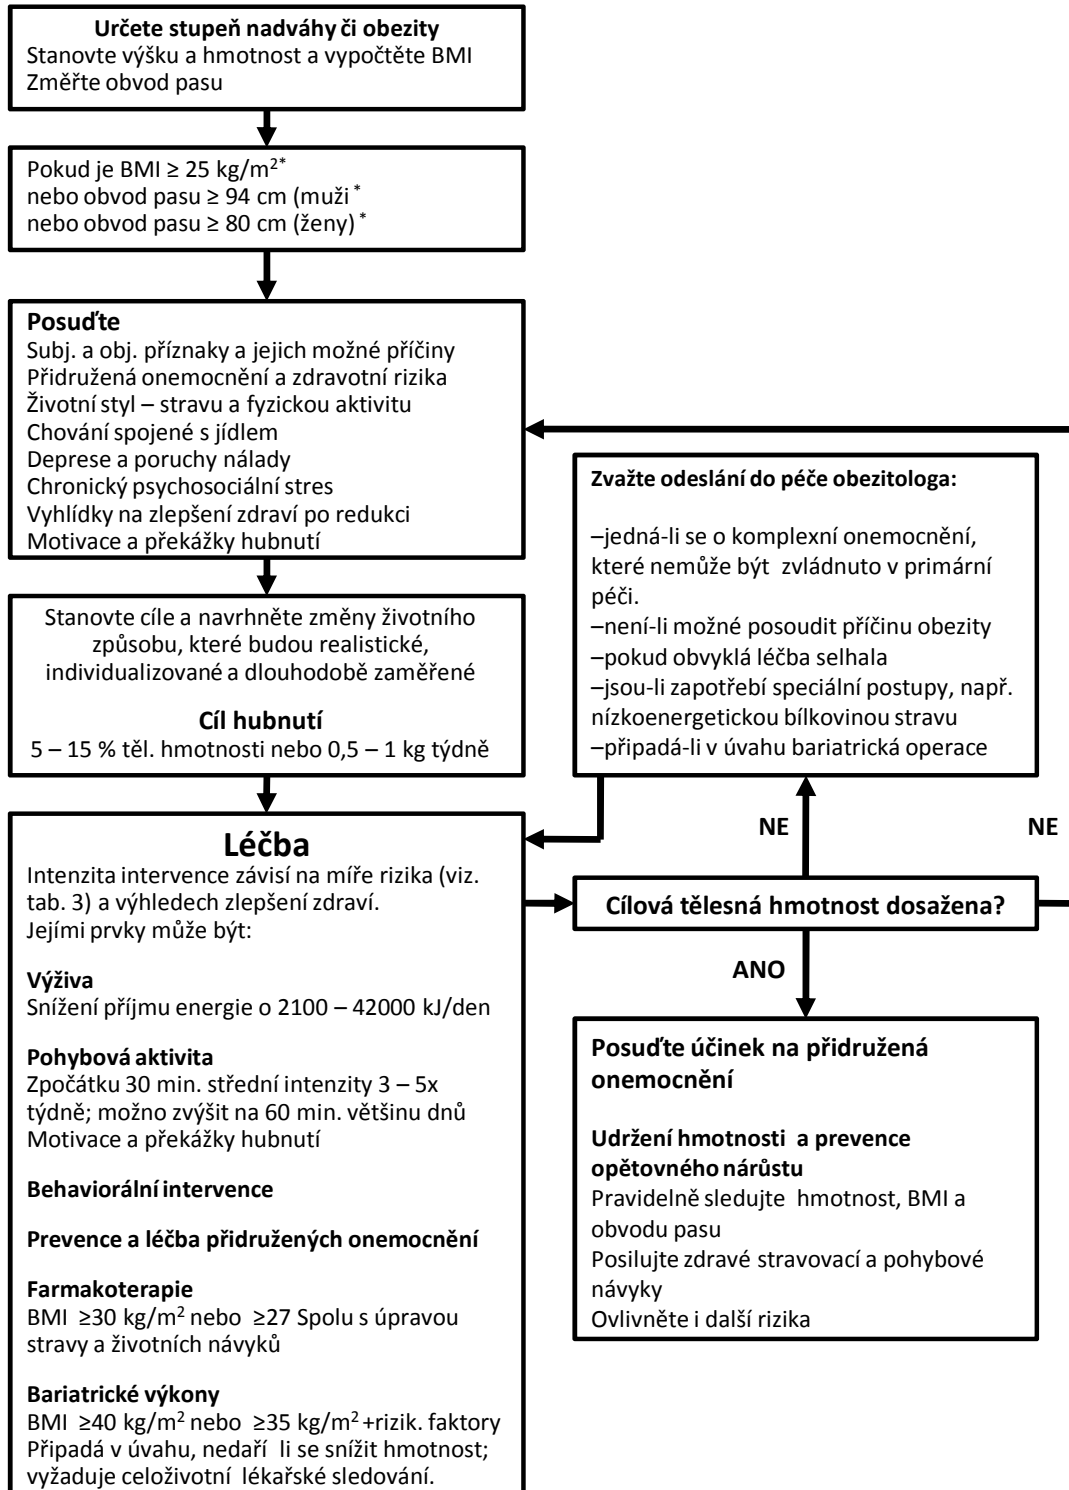 Určete stupeň nadváhy či obezity
Stanovte výšku a hmotnost a vypočtěte BMI
Změřte obvod pasu
Pokud je BMI ≥ 25 kg/m²*
nebo obvod pasu ≥ 94 cm (muži *
nebo obvod pasu ≥ 80 cm (ženy) *
Posuďte
Subj. a obj. příznaky a jejich možné příčiny
Přidružená onemocnění a zdravotní rizika
Životní styl – stravu a fyzickou aktivitu
Chování spojené s jídlem
Deprese a poruchy nálady
Chronický psychosociální stres
Vyhlídky na zlepšení zdraví po redukci
Motivace a překážky hubnutí
Stanovte cíle a navrhněte změny životního
způsobu, které budou realistické,
individualizované a dlouhodobě zaměřené
Cíl hubnutí
5 – 15 % těl. hmotnosti nebo 0,5 – 1 kg týdně
Zvažte odeslání do péče obezitologa:
–jedná-li se o komplexní onemocnění,
které nemůže být zvládnuto v primární
péči.
–není-li možné posoudit příčinu obezity
–pokud obvyklá léčba selhala
–jsou-li zapotřebí speciální postupy, např.
nízkoenergetickou bílkovinou stravu
–připadá-li v úvahu bariatrická operace
NE
NE
Léčba
Intenzita intervence závisí na míře rizika (viz.
tab. 3) a výhledech zlepšení zdraví.
Jejími prvky může být:
Výživa
Snížení příjmu energie o 2100 – 42000 kJ/den
Pohybová aktivita
Zpočátku 30 min. střední intenzity 3 – 5x
týdně; možno zvýšit na 60 min. většinu dnů
Motivace a překážky hubnutí
Behaviorální intervence
Prevence a léčba přidružených onemocnění
Farmakoterapie
BMI ≥30 kg/m² nebo ≥27 Spolu s úpravou
stravy a životních návyků
Bariatrické výkony
BMI ≥40 kg/m² nebo ≥35 kg/m² +rizik. faktory
Připadá v úvahu, nedaří li se snížit hmotnost;
vyžaduje celoživotní lékařské sledování.
Cílová tělesná hmotnost dosažena?
ANO
Posuďte účinek na přidružená
onemocnění
Udržení hmotnosti a prevence
opětovného nárůstu
Pravidelně sledujte hmotnost, BMI a
obvodu pasu
Posilujte zdravé stravovací a pohybové
návyky
Ovlivněte i další rizika